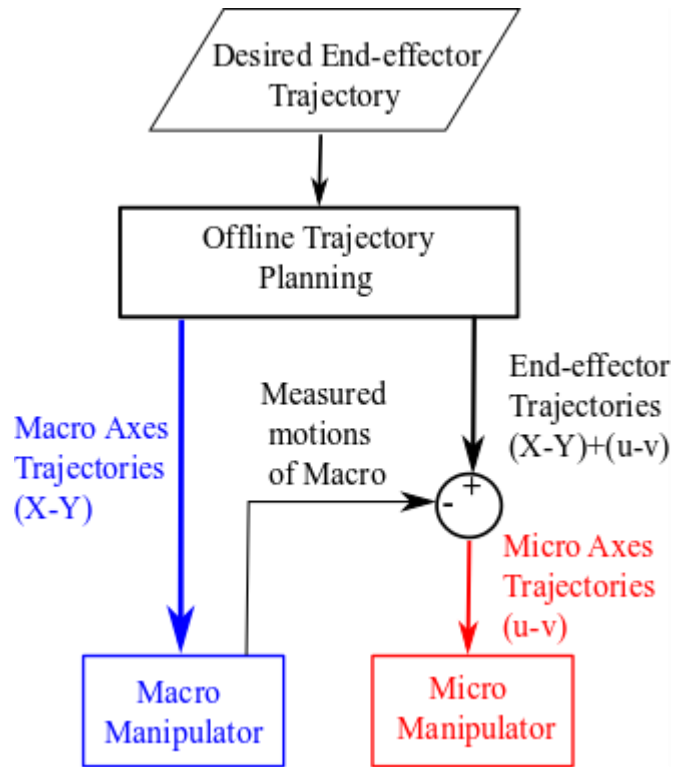 Desired End-effector
Trajectory
Offline Trajectory
Planning
Macro Axes
Trajectories
(X-Y)
Measured
motions
of Macro
End-effector
Trajectories
(X-Y)+(u-v)
+
-
Micro Axes
Trajectories
(u-v)
Macro
Manipulator
Micro
Manipulator